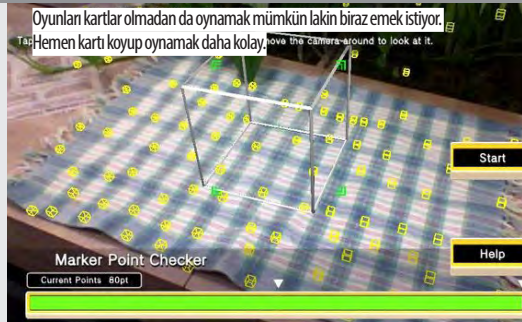 Oyunları kartlar olmadan da oynamak mümkün lakin biraz emek istiyor.
Hemen kartı koyup oynamak daha kolay.
Tap
move the camera around to look at it.
Start
Marker Point Checker
Help
Current Points 80pt